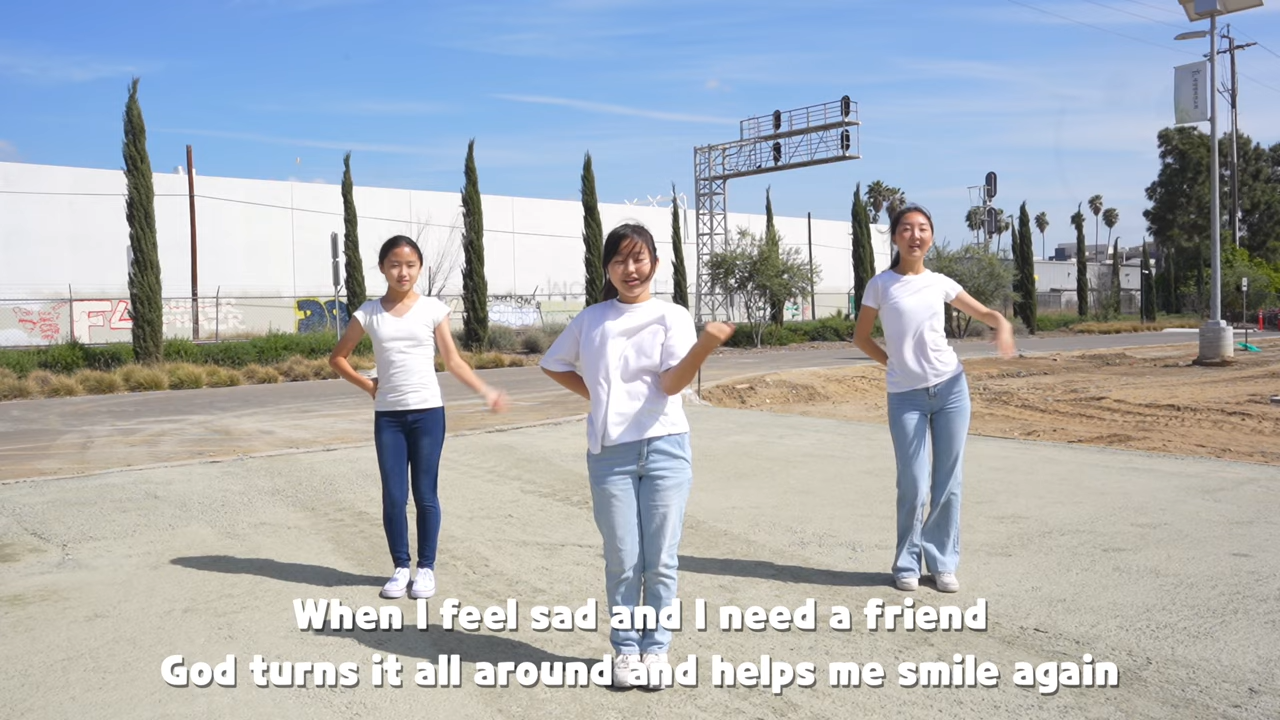 When I feel sad and I need a friend
God turns it all around and helps me smile again